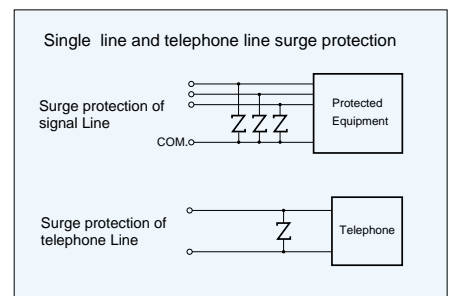 Single line and telephone line surge protection
Surge protection of
signal Line
Protected
Equipment
COM.
Surge protection of
telephone Line
Telephone